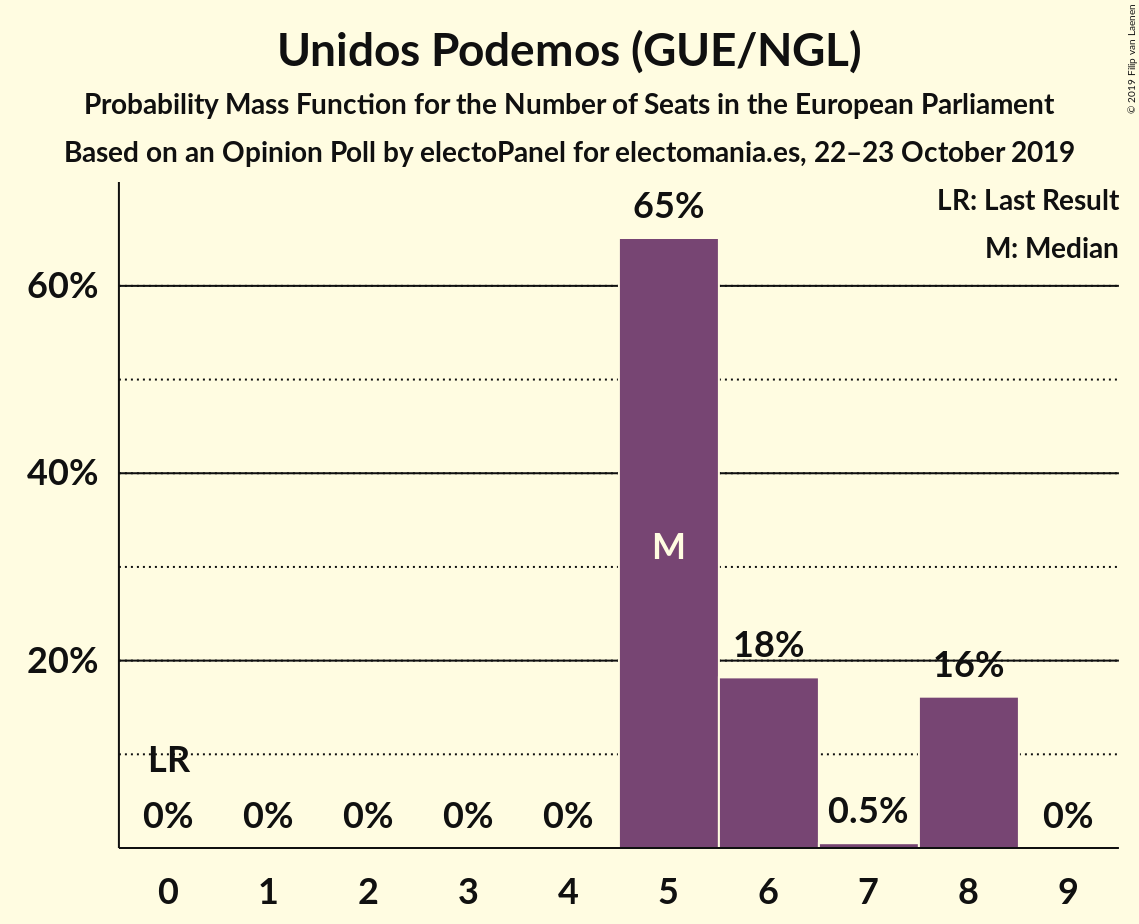 Unidos Podemos (GUE/NGL)
Probability Mass Function for the Number of Seats in the European Parliament
Based on an Opinion Poll by electoPanel for electomania.es, 22–23 October 2019
© 2019 Filip van Laenen
LR: Last Result
M: Median
65%
60%
40%
M
20%
18%
16%
LR
0% 0% 0% 0% 0% 0.5% 0%
0 1 2 3 4 5 6 7 8 9